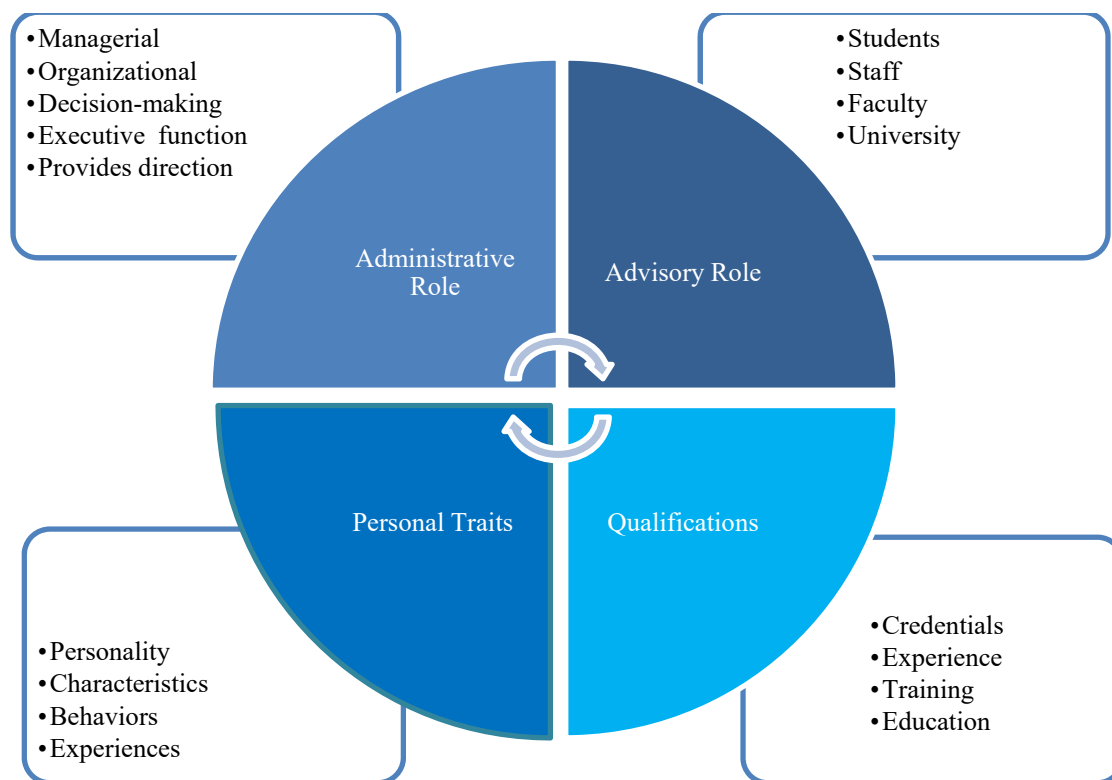 •Managerial
•Organizational
•Decision-making
•Executive function
•Provides direction
•Students
•Staff
•Faculty
•University
Administrative
Role
Advisory Role
Personal Traits
Qualifications
•Personality
•Characteristics
•Behaviors
•Experiences
•Credentials
•Experience
•Training
•Education